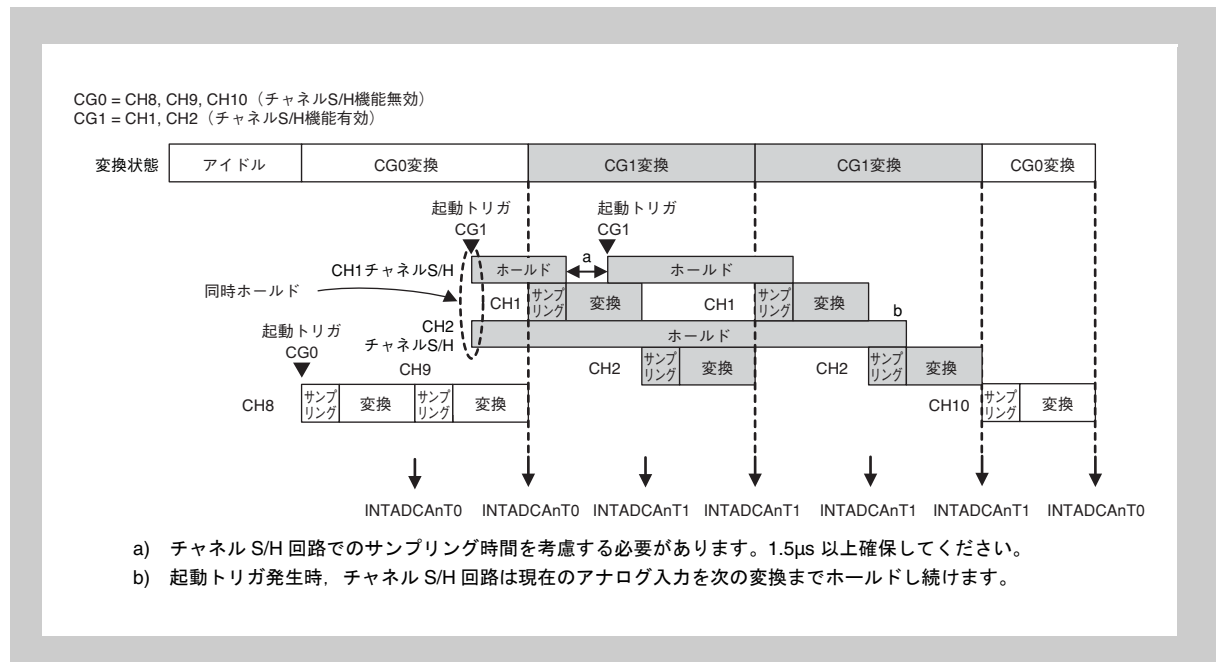 CG0 = CH8, CH9, CH10（チャネルS/H機能無効）
CG1 = CH1, CH2（チャネルS/H機能有効）
変換状態 アイドル CG0変換 CG1変換 CG1変換 CG0変換
起動トリガ 起動トリガ
CG1 CG1
CH1チャネルS/H ホールド a ホールド
同時ホールド
CH1 サンプリング 変換 CH1 サンプリング 変換 b
CH2
チャネルS/H ホールド
起動トリガ
CG0
CH9
CH2 サンプリング 変換 CH2 サンプリング 変換
CH8 サンプリング 変換 サンプリング 変換 CH10 サンプリング 変換
INTADCAnT0 INTADCAnT0 INTADCAnT1 INTADCAnT1 INTADCAnT1 INTADCAnT1 INTADCAnT0
a) チャネル S/H 回路でのサンプリング時間を考慮する必要があります。1.5μs 以上確保してください。
b) 起動トリガ発生時，チャネル S/H 回路は現在のアナログ入力を次の変換までホールドし続けます。